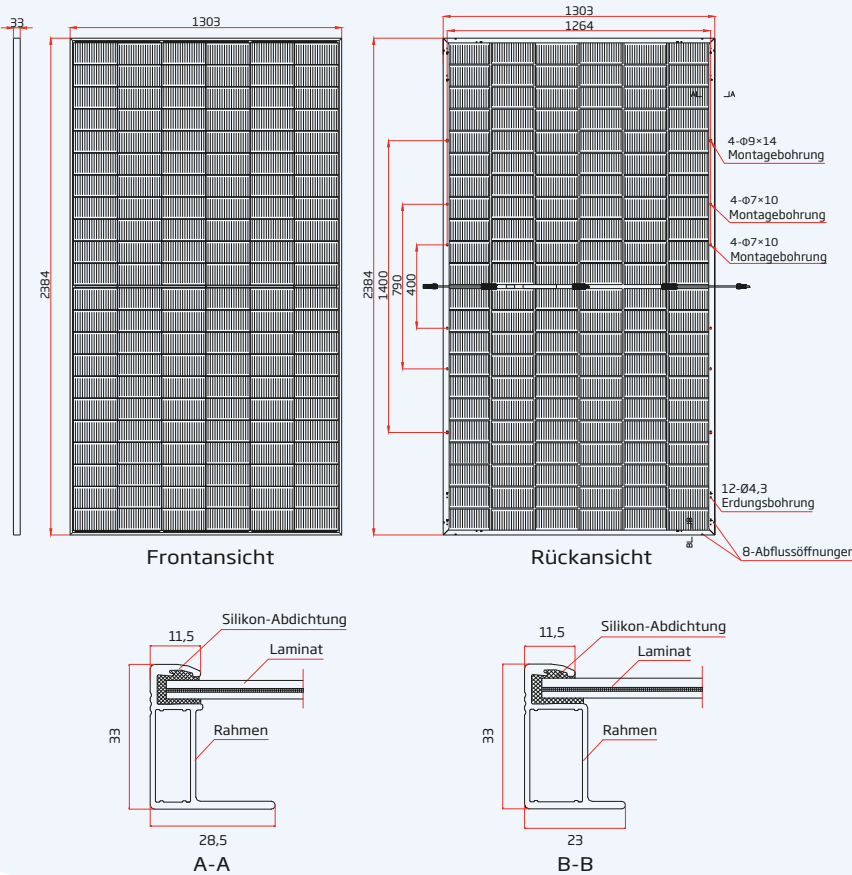 33
1303
2384
Frontansicht
1303
1264
2384
1400
790
400
AL
⅃A
4-Φ9×14
Montagebohrung
4-Φ7×10
Montagebohrung
4-Φ7×10
Montagebohrung
12-Ø4,3
Erdungsbohrung
8-Abflussöffnungen
Rückansicht
Silikon-Abdichtung
11,5
Laminat
33
Rahmen
28,5
A-A
Silikon-Abdichtung
11,5
Laminat
33
Rahmen
23
B-B